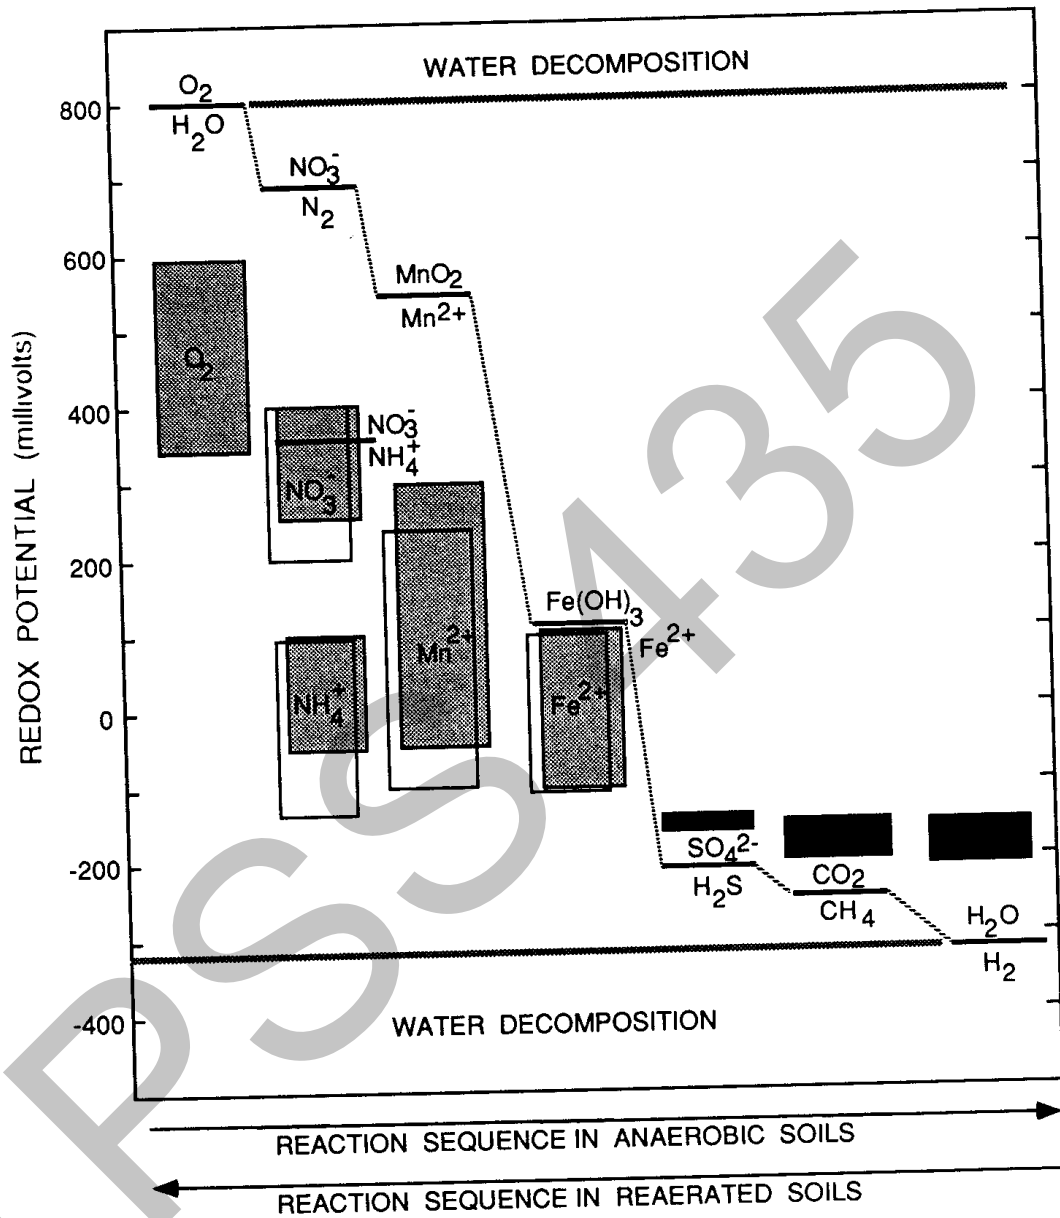 WATER DECOMPOSITION
O₂
800
H₂O
NO₃⁻
N₂
600
MnO₂
Mn²⁺
O₂
400
NO₃⁻
NH₄⁺
NO₃⁻
200
Fe(OH)₃
Fe²⁺
Mn²⁺
NH₄⁺
Fe²⁺
0
-200
SO₄²⁻
H₂S
CO₂
CH₄
H₂O
H₂
-400
WATER DECOMPOSITION
REDOX POTENTIAL (millivolts)
REACTION SEQUENCE IN ANAEROBIC SOILS
REACTION SEQUENCE IN REAERATED SOILS
PSS 435